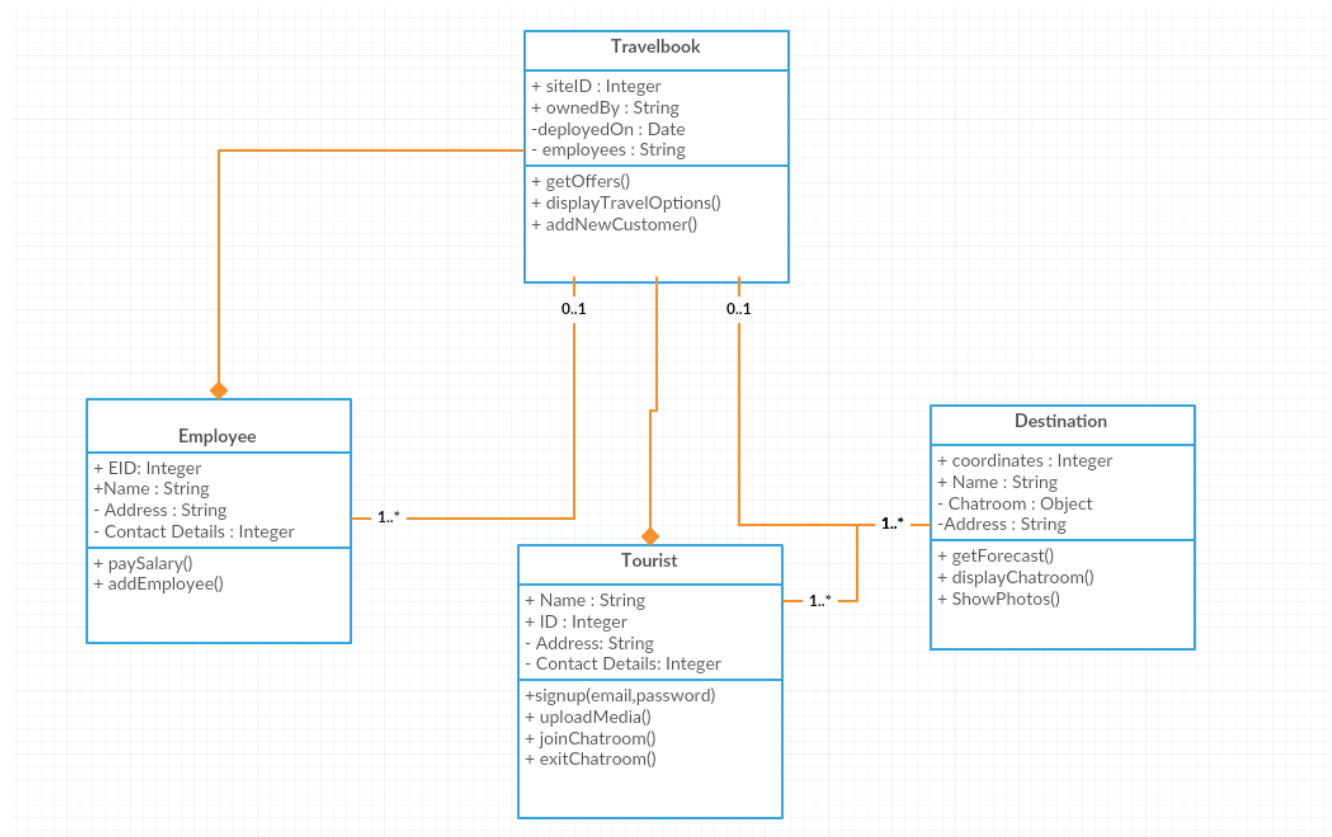 Travelbook
+ siteID : Integer
+ ownedBy : String
-deployedOn : Date
- employees : String
+ getOffers()
+ displayTravelOptions()
+ addNewCustomer()
0..1
0..1
Employee
+ EID: Integer
+Name : String
- Address : String
- Contact Details : Integer
+ paySalary()
+ addEmployee()
1..*
Destination
+ coordinates : Integer
+ Name : String
- Chatroom : Object
-Address : String
+ getForecast()
+ displayChatroom()
+ ShowPhotos()
1..*
Tourist
+ Name : String
+ ID : Integer
- Address: String
- Contact Details: Integer
+signup(email,password)
+ uploadMedia()
+ joinChatroom()
+ exitChatroom()
1..*